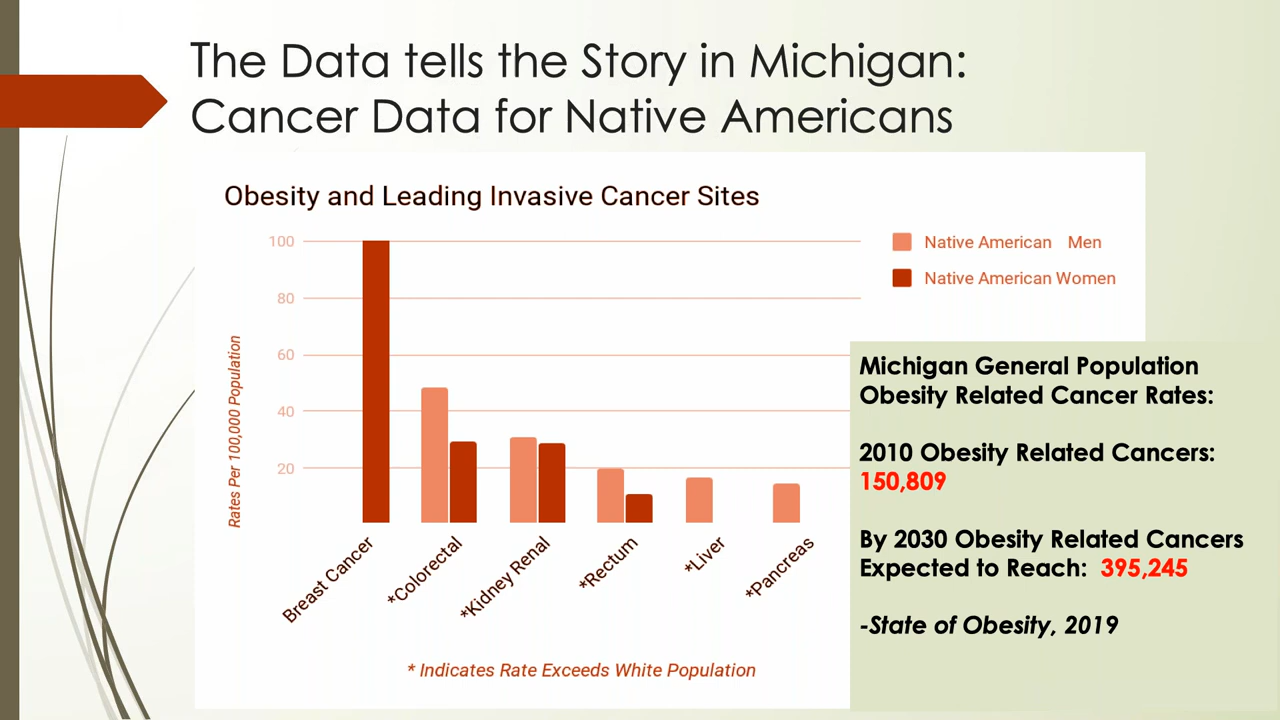 The Data tells the Story in Michigan:
Cancer Data for Native Americans
Obesity and Leading Invasive Cancer Sites
100
80
60
40
20
Rates Per 100,000 Population
Native American Men
Native American Women
Breast Cancer
*Colorectal
*Kidney Renal
*Rectum
*Liver
*Pancreas
* Indicates Rate Exceeds White Population
Michigan General Population
Obesity Related Cancer Rates:
2010 Obesity Related Cancers:
150,809
By 2030 Obesity Related Cancers
Expected to Reach: 395,245
-State of Obesity, 2019